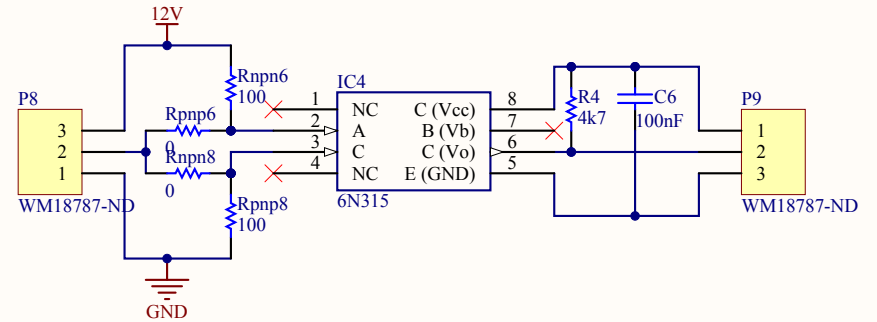 12V
P8
3
2
1
WM18787-ND
Rnpn6
100
Rpnp6
0
Rnpn8
0
Rpnp8
100
GND
IC4
1
2
3
4
NC
A
C
NC
C (Vcc)
B (Vb)
C (Vo)
E (GND)
8
7
6
5
6N315
R4
4k7
C6
100nF
P9
1
2
3
WM18787-ND